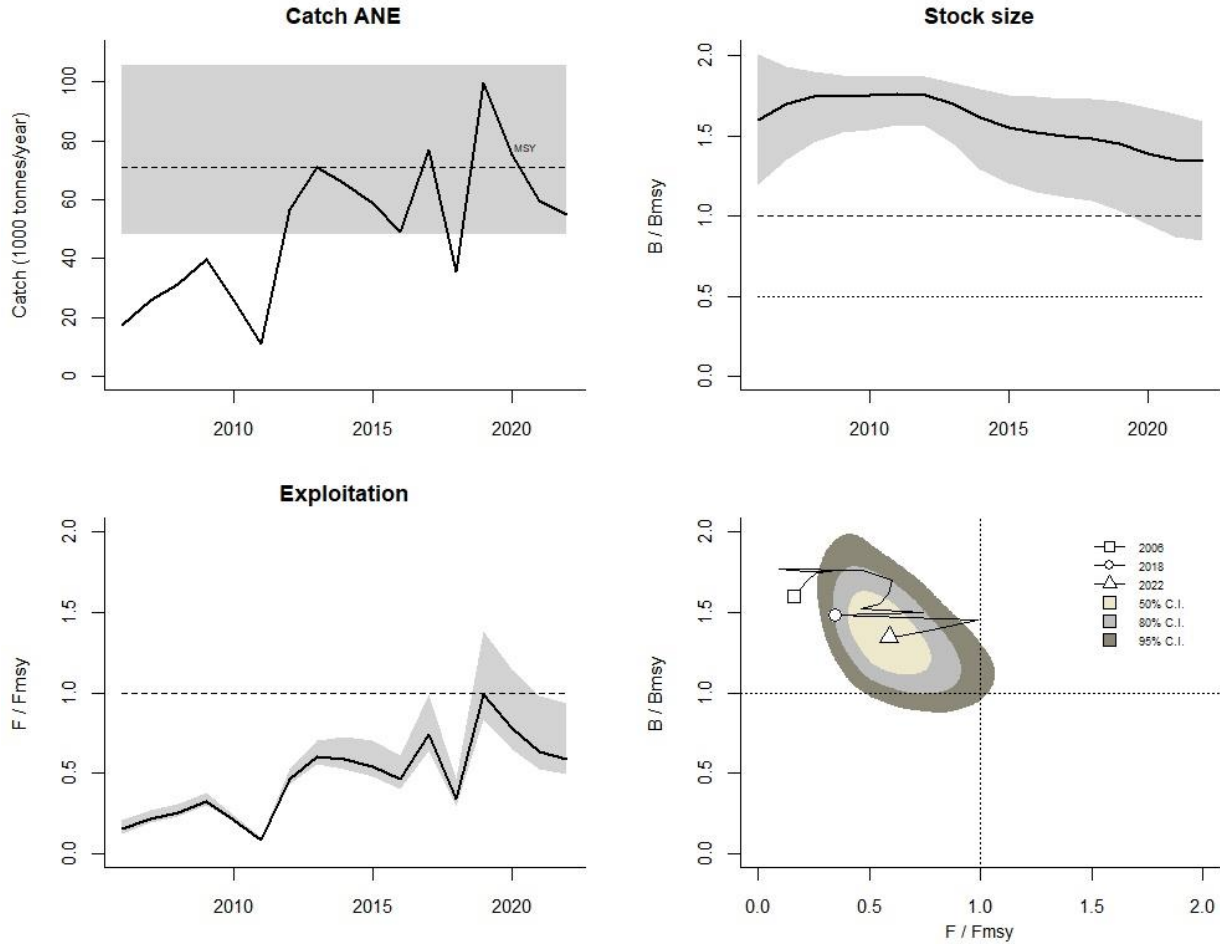 Catch ANE
Catch (1000 tonnes/year)
100
80
60
40
20
0
MSY
2010 2015 2020
Stock size
B / Bmsy
2.0
1.5
1.0
0.5
0.0
2010 2015 2020
Exploitation
F / Fmsy
2.0
1.5
1.0
0.5
0.0
2010 2015 2020
B / Bmsy
2.0
1.5
1.0
0.5
0.0
2006
2018
2022
50% C.I.
80% C.I.
95% C.I.
0.0 0.5 1.0 1.5 2.0
F / Fmsy